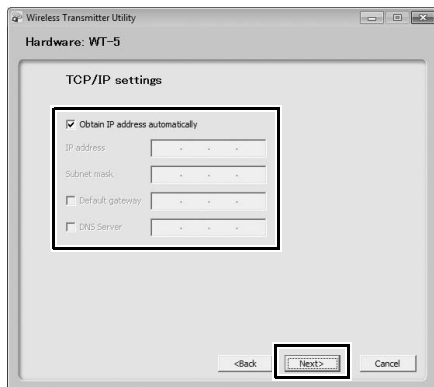 Wireless Transmitter Utility
Hardware: WT-5
TCP/IP settings
Obtain IP address automatically
IP address
Subnet mask
Default gateway
DNS Server
<Back
Next>
Cancel